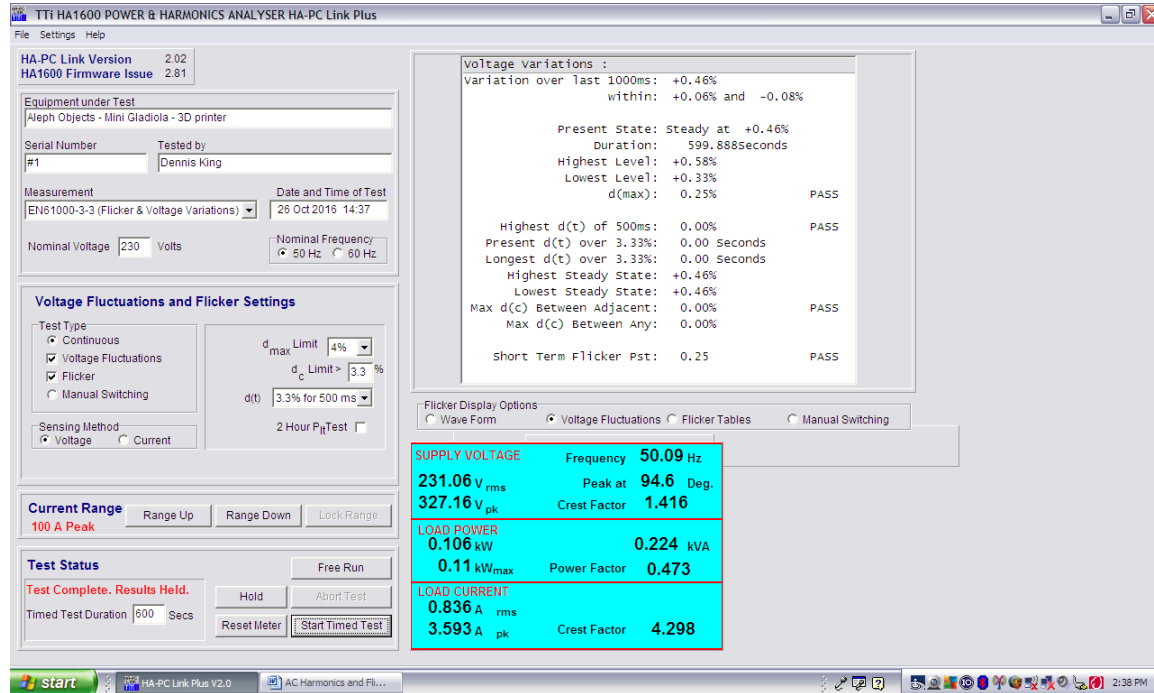 TTi HA1600 POWER & HARMONICS ANALYSER HA-PC Link Plus
File Settings Help
HA-PC Link Version 2.02
HA1600 Firmware Issue 2.81
Equipment under Test
Aleph Objects - Mini Gladiola - 3D printer
Serial Number Tested by
#1 Dennis King
Measurement Date and Time of Test
EN61000-3-3 (Flicker & Voltage Variations) 26 Oct 2016 14:37
Nominal Voltage 230 Volts
Nominal Frequency
50 Hz 60 Hz
Voltage Fluctuations and Flicker Settings
Test Type
Continuous
Voltage Fluctuations
Flicker
Manual Switching
Sensing Method
Voltage Current
dmax Limit 4%
dc Limit > 3.3 %
d(t) 3.3% for 500 ms
2 Hour Plt Test
Current Range
100 A Peak
Range Up Range Down Lock Range
Test Status
Free Run
Test Complete. Results Held.
Hold Abort Test
Timed Test Duration 600 Secs
Reset Meter Start Timed Test
Voltage Variations :
Variation over last 1000ms: +0.46%
within: +0.06% and -0.08%
Present State: Steady at +0.46%
Duration: 599.888Seconds
Highest Level: +0.58%
Lowest Level: +0.33%
d(max): 0.25% PASS
Highest d(t) of 500ms: 0.00% PASS
Present d(t) over 3.33%: 0.00 Seconds
Longest d(t) over 3.33%: 0.00 Seconds
Highest Steady State: +0.46%
Lowest Steady State: +0.46%
Max d(c) Between Adjacent: 0.00% PASS
Max d(c) Between Any: 0.00%
Short Term Flicker Pst: 0.25 PASS
Flicker Display Options
Wave Form Voltage Fluctuations Flicker Tables Manual Switching
SUPPLY VOLTAGE Frequency 50.09 Hz
231.06 V rms Peak at 94.6 Deg.
327.16 V pk Crest Factor 1.416
LOAD POWER
0.106 kW 0.224 kVA
0.11 kWmax Power Factor 0.473
LOAD CURRENT
0.836 A rms
3.593 A pk Crest Factor 4.298
start HA-PC Link Plus V2.0 AC Harmonics and Fli... 2:38 PM